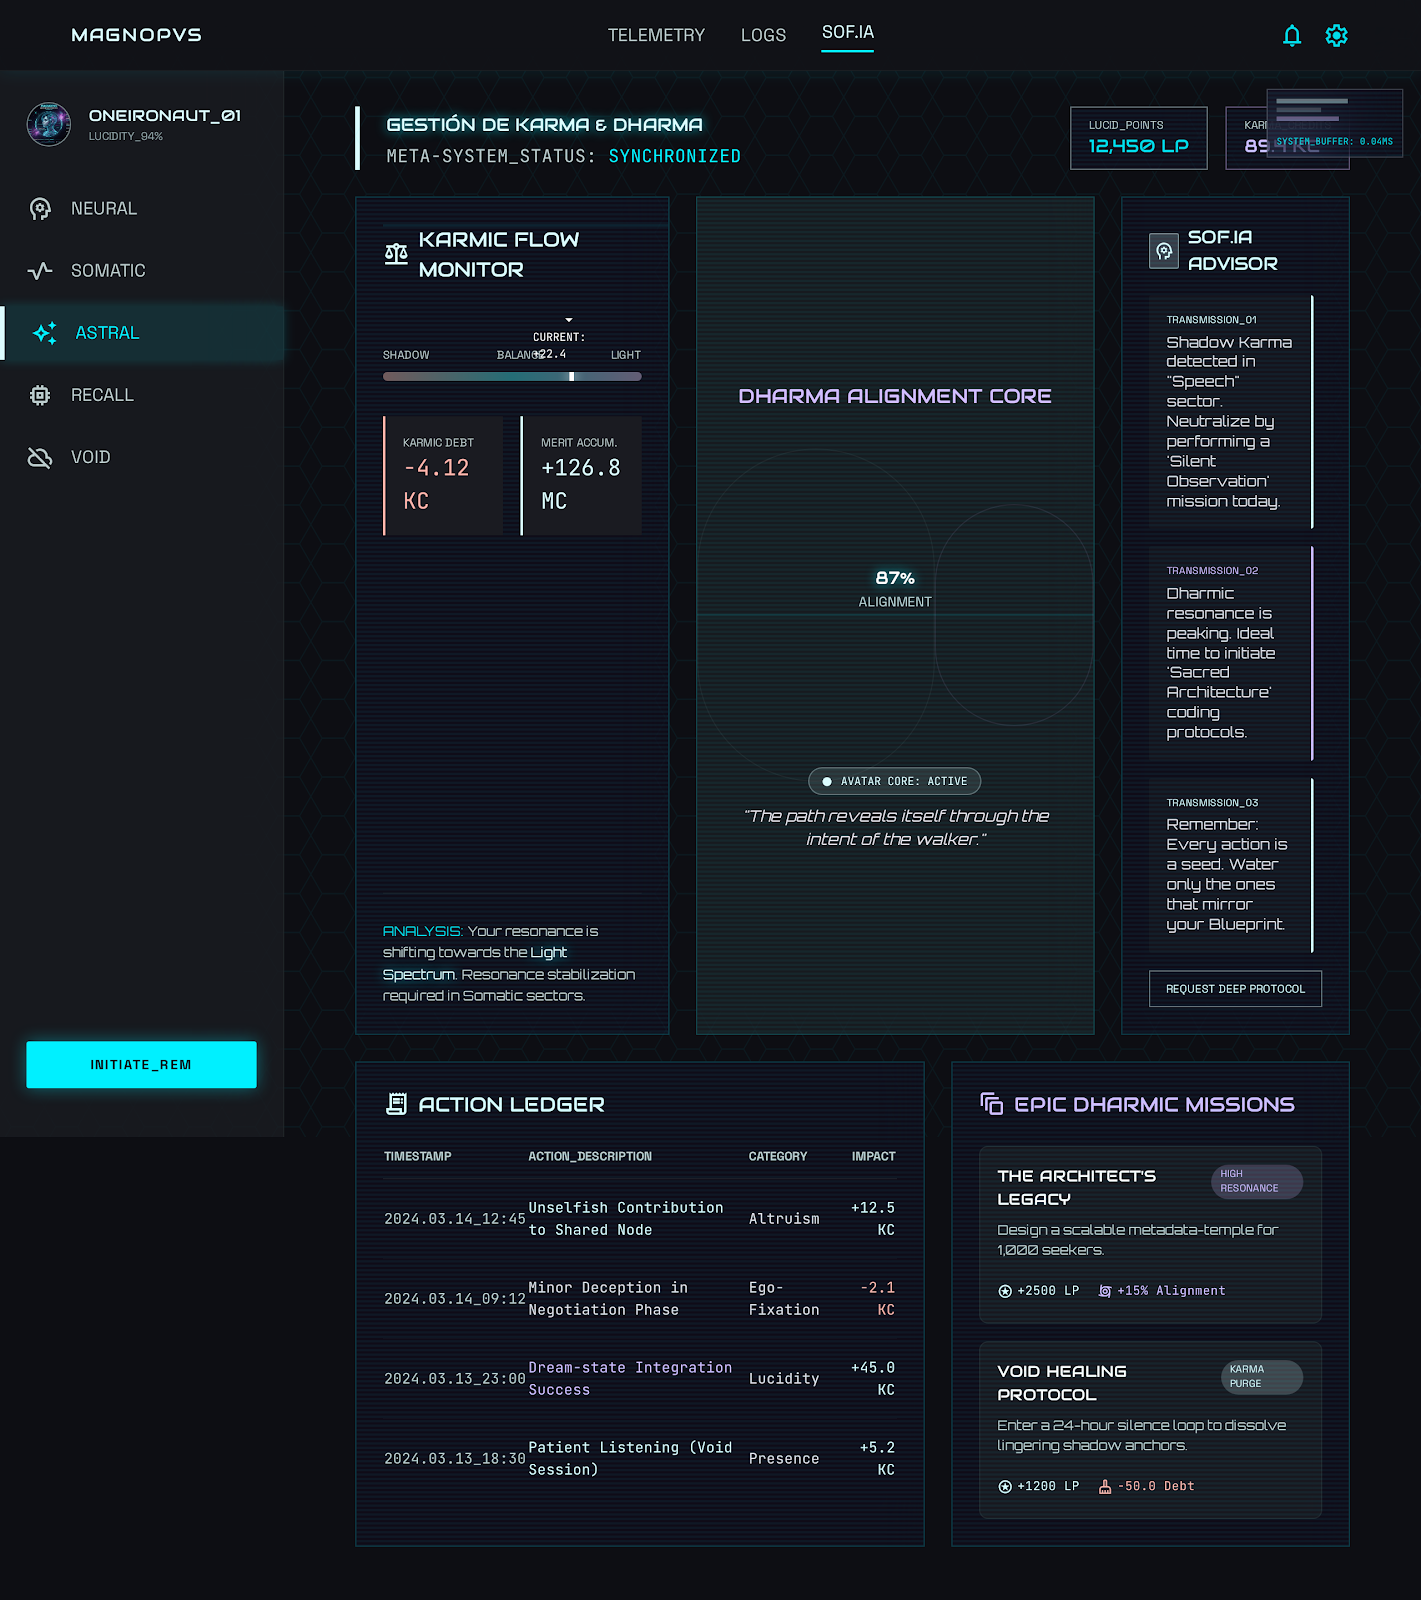 MAGNOPVS
TELEMETRY
LOGS
SOF.IA
ONEIRONAUT_01
LUCIDITY_94%
NEURAL
SOMATIC
ASTRAL
RECALL
VOID
INITIATE_REM
GESTIÓN DE KARMA & DHARMA
META-SYSTEM_STATUS: SYNCHRONIZED
LUCID_POINTS
12,450 LP
SYSTEM_BUFFER: 0.04MS
KARMIC FLOW
MONITOR
CURRENT:
+22.4
SHADOW
BALANCE
LIGHT
KARMIC DEBT
-4.12
KC
MERIT ACCUM.
+126.8
MC
ANALYSIS: Your resonance is
shifting towards the Light
Spectrum. Resonance stabilization
required in Somatic sectors.
DHARMA ALIGNMENT CORE
87%
ALIGNMENT
AVATAR CORE: ACTIVE
"The path reveals itself through the
intent of the walker."
SOF.IA
ADVISOR
TRANSMISSION_01
Shadow Karma
detected in
"Speech"
sector.
Neutralize by
performing a
'Silent
Observation'
mission today.
TRANSMISSION_02
Dharmic
resonance is
peaking. Ideal
time to initiate
'Sacred
Architecture'
coding
protocols.
TRANSMISSION_03
Remember:
Every action is
a seed. Water
only the ones
that mirror
your Blueprint.
REQUEST DEEP PROTOCOL
ACTION LEDGER
TIMESTAMP ACTION_DESCRIPTION CATEGORY IMPACT
2024.03.14_12:45
Unselfish Contribution
to Shared Node
Altruism
+12.5
KC
2024.03.14_09:12
Minor Deception in
Negotiation Phase
Ego-
Fixation
-2.1
KC
2024.03.13_23:00
Dream-state Integration
Success
Lucidity
+45.0
KC
2024.03.13_18:30
Patient Listening (Void
Session)
Presence
+5.2
KC
EPIC DHARMIC MISSIONS
THE ARCHITECT'S
LEGACY
HIGH
RESONANCE
Design a scalable metadata-temple for
1,000 seekers.
+2500 LP
+15% Alignment
VOID HEALING
PROTOCOL
KARMA
PURGE
Enter a 24-hour silence loop to dissolve
lingering shadow anchors.
+1200 LP
-50.0 Debt